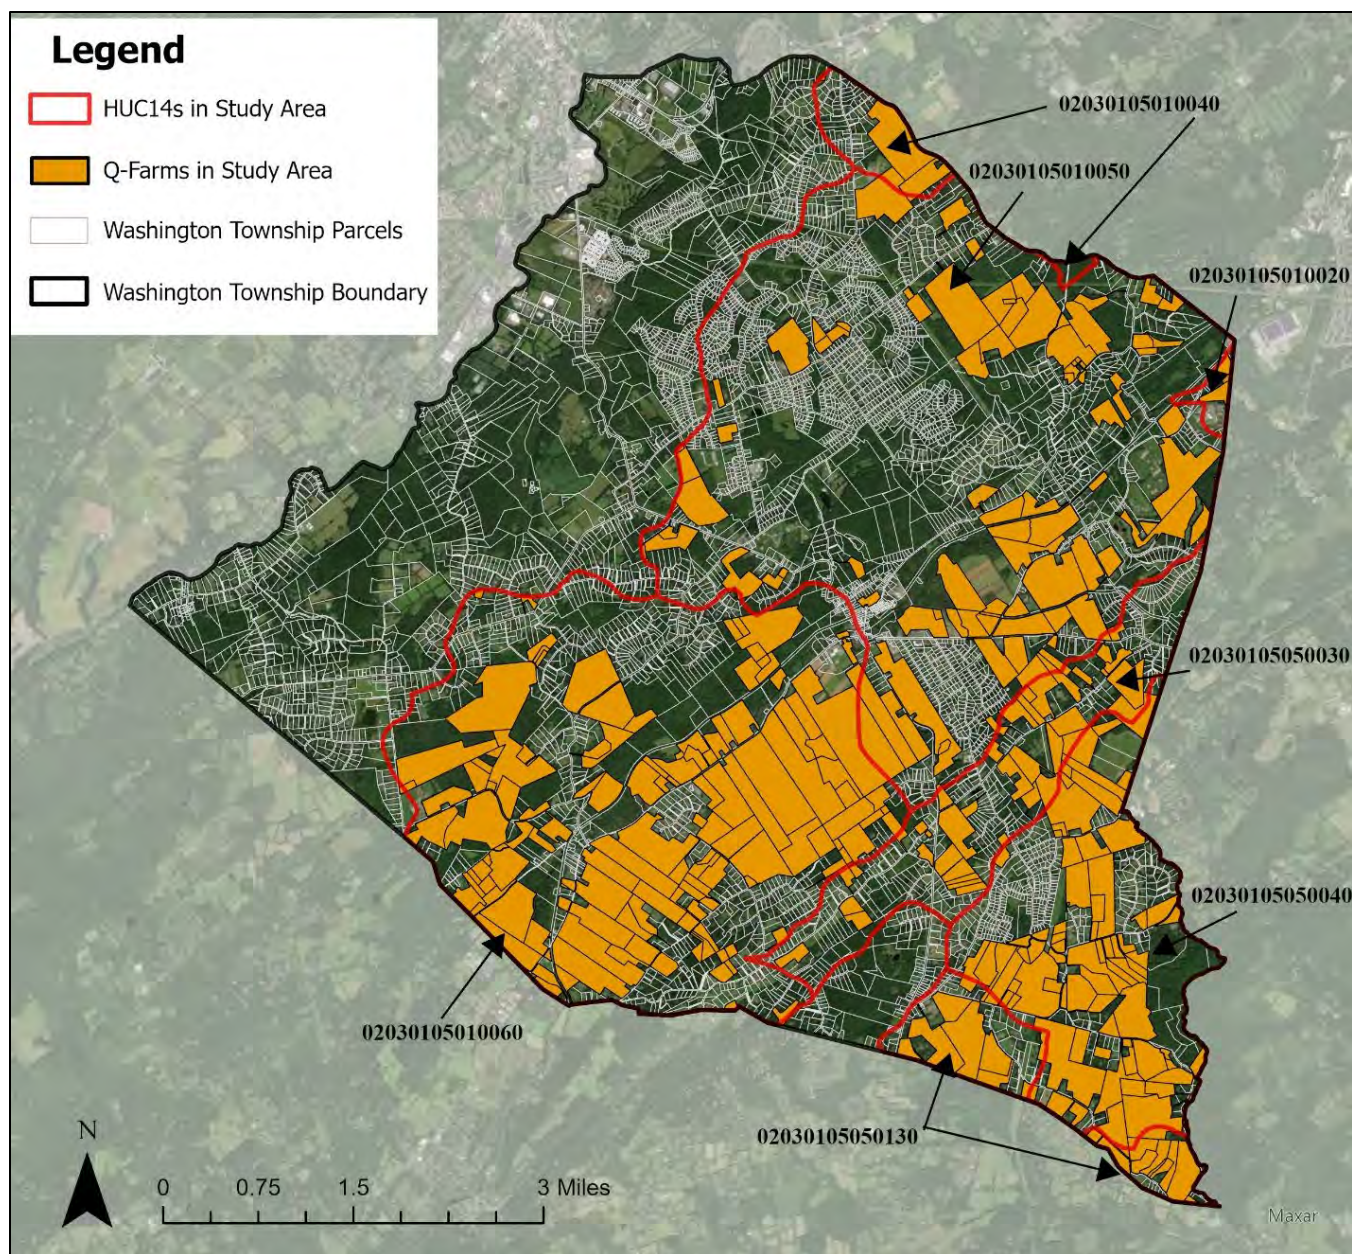 Legend
HUC14s in Study Area
Q-Farms in Study Area
Washington Township Parcels
Washington Township Boundary
02030105010040
02030105010050
02030105010020
02030105050030
02030105050040
02030105010060
02030105050130
N
0 0.75 1.5 3 Miles
Maxar